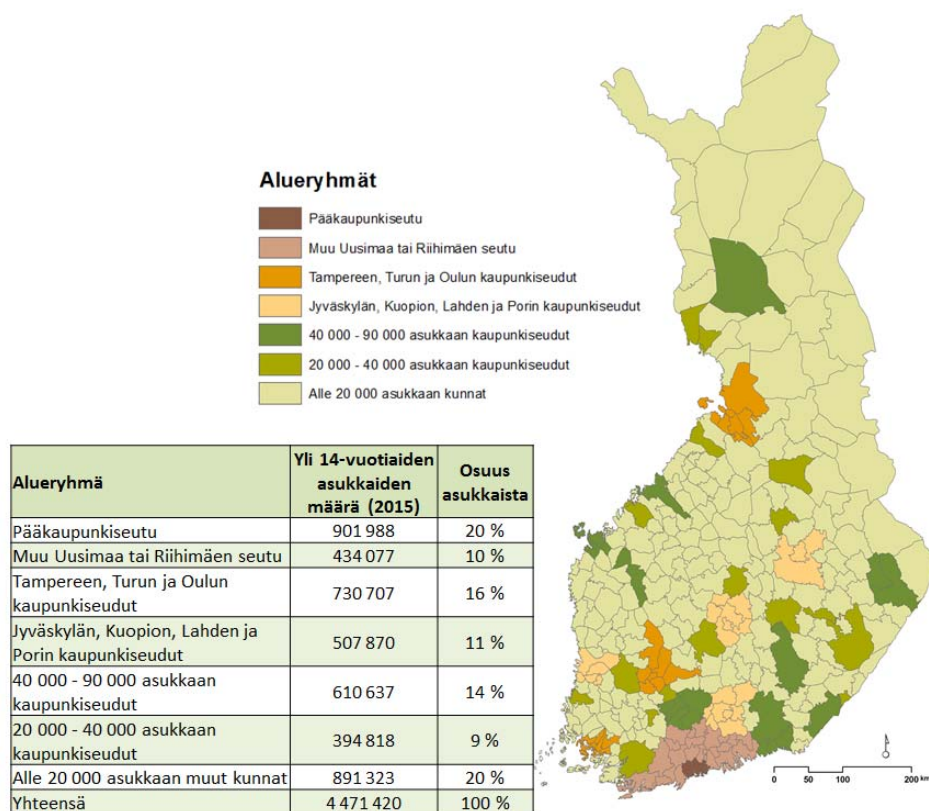 Alueryhmät
Pääkaupunkiseutu
Muu Uusimaa tai Riihimäen seutu
Tampereen, Turun ja Oulun kaupunkiseudut
Jyväskylän, Kuopion, Lahden ja Porin kaupunkiseudut
40 000 - 90 000 asukkaan kaupunkiseudut
20 000 - 40 000 asukkaan kaupunkiseudut
Alle 20 000 asukkaan kunnat
Alueryhmä
Yli 14-vuotiaiden
asukkaiden
määrä (2015)
Osuus
asukkaista
Pääkaupunkiseutu 901 988 20 %
Muu Uusimaa tai Riihimäen seutu 434 077 10 %
Tampereen, Turun ja Oulun
kaupunkiseudut
730 707 16 %
Jyväskylän, Kuopion, Lahden ja
Porin kaupunkiseudut
507 870 11 %
40 000 - 90 000 asukkaan
kaupunkiseudut
610 637 14 %
20 000 - 40 000 asukkaan
kaupunkiseudut
394 818 9 %
Alle 20 000 asukkaan muut kunnat 891 323 20 %
Yhteensä 4 471 420 100 %
0 50 100 200 km